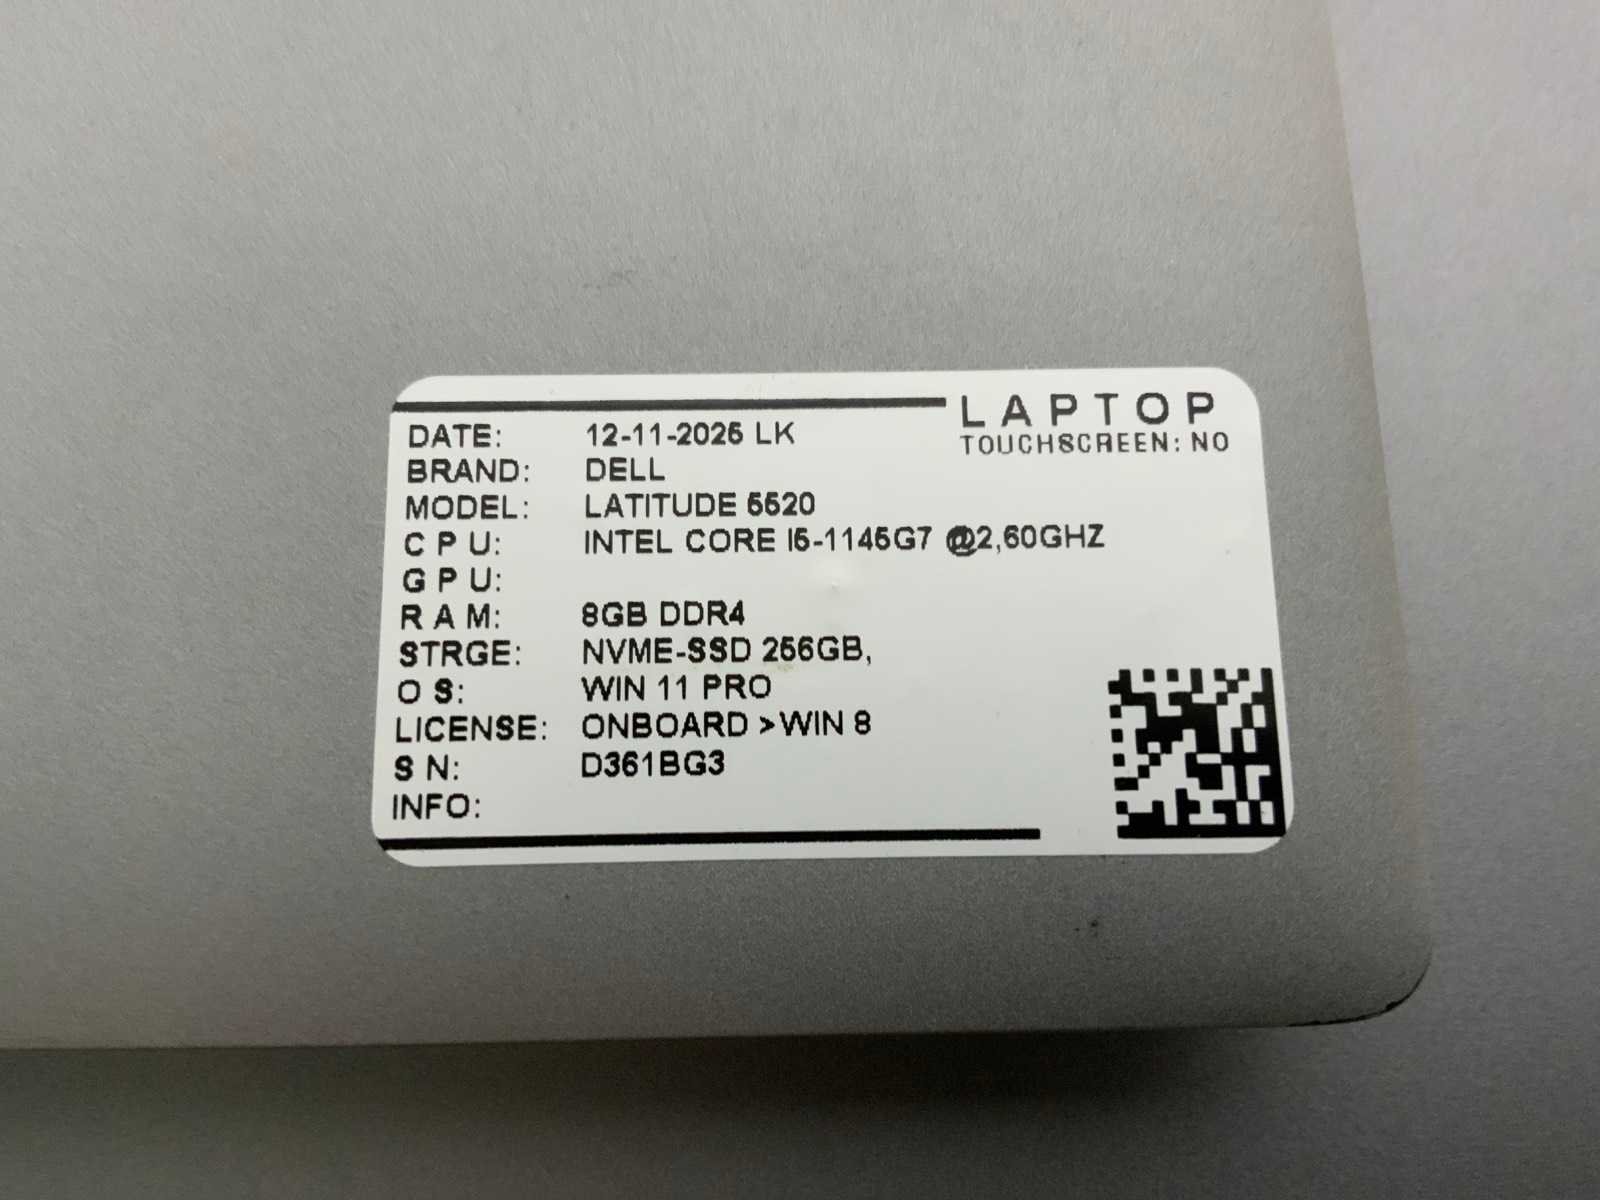 LAPTOP
TOUCHSCREEN: NO
DATE: 12-11-2025 LK
BRAND: DELL
MODEL: LATITUDE 5520
CPU: INTEL CORE I5-1145G7 @2,60GHZ
GPU:
RAM: 8GB DDR4
STRGE: NVME-SSD 256GB,
OS: WIN 11 PRO
LICENSE: ONBOARD >WIN 8
SN: D361BG3
INFO: